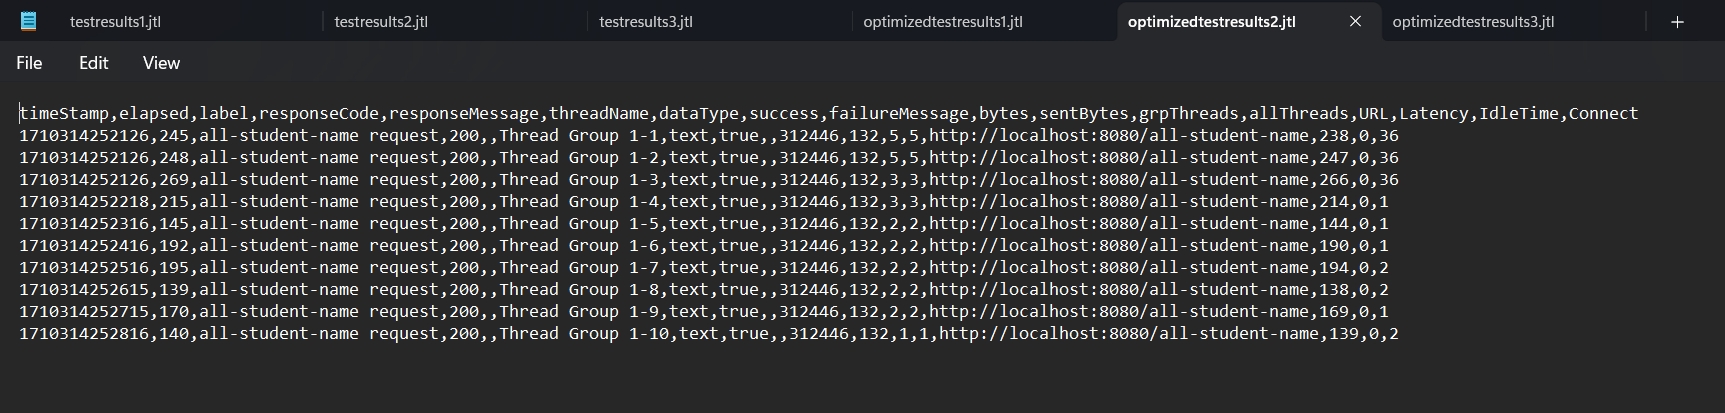 testresults1.jtl testresults2.jtl testresults3.jtl optimizedtestresults1.jtl optimizedtestresults2.jtl optimizedtestresults3.jtl
File Edit View
timeStamp,elapsed,label,responseCode,responseMessage,threadName,dataType,success,failureMessage,bytes,sentBytes,grpThreads,allThreads,URL,Latency,IdleTime,Connect
1710314252126,245,all-student-name request,200,,Thread Group 1-1,text,true,,312446,132,5,5,http://localhost:8080/all-student-name,238,0,36
1710314252126,248,all-student-name request,200,,Thread Group 1-2,text,true,,312446,132,5,5,http://localhost:8080/all-student-name,247,0,36
1710314252126,269,all-student-name request,200,,Thread Group 1-3,text,true,,312446,132,3,3,http://localhost:8080/all-student-name,266,0,36
1710314252218,215,all-student-name request,200,,Thread Group 1-4,text,true,,312446,132,3,3,http://localhost:8080/all-student-name,214,0,1
1710314252316,145,all-student-name request,200,,Thread Group 1-5,text,true,,312446,132,2,2,http://localhost:8080/all-student-name,144,0,1
1710314252416,192,all-student-name request,200,,Thread Group 1-6,text,true,,312446,132,2,2,http://localhost:8080/all-student-name,190,0,1
1710314252516,195,all-student-name request,200,,Thread Group 1-7,text,true,,312446,132,2,2,http://localhost:8080/all-student-name,194,0,2
1710314252615,139,all-student-name request,200,,Thread Group 1-8,text,true,,312446,132,2,2,http://localhost:8080/all-student-name,138,0,2
1710314252715,170,all-student-name request,200,,Thread Group 1-9,text,true,,312446,132,2,2,http://localhost:8080/all-student-name,169,0,1
1710314252816,140,all-student-name request,200,,Thread Group 1-10,text,true,,312446,132,1,1,http://localhost:8080/all-student-name,139,0,2